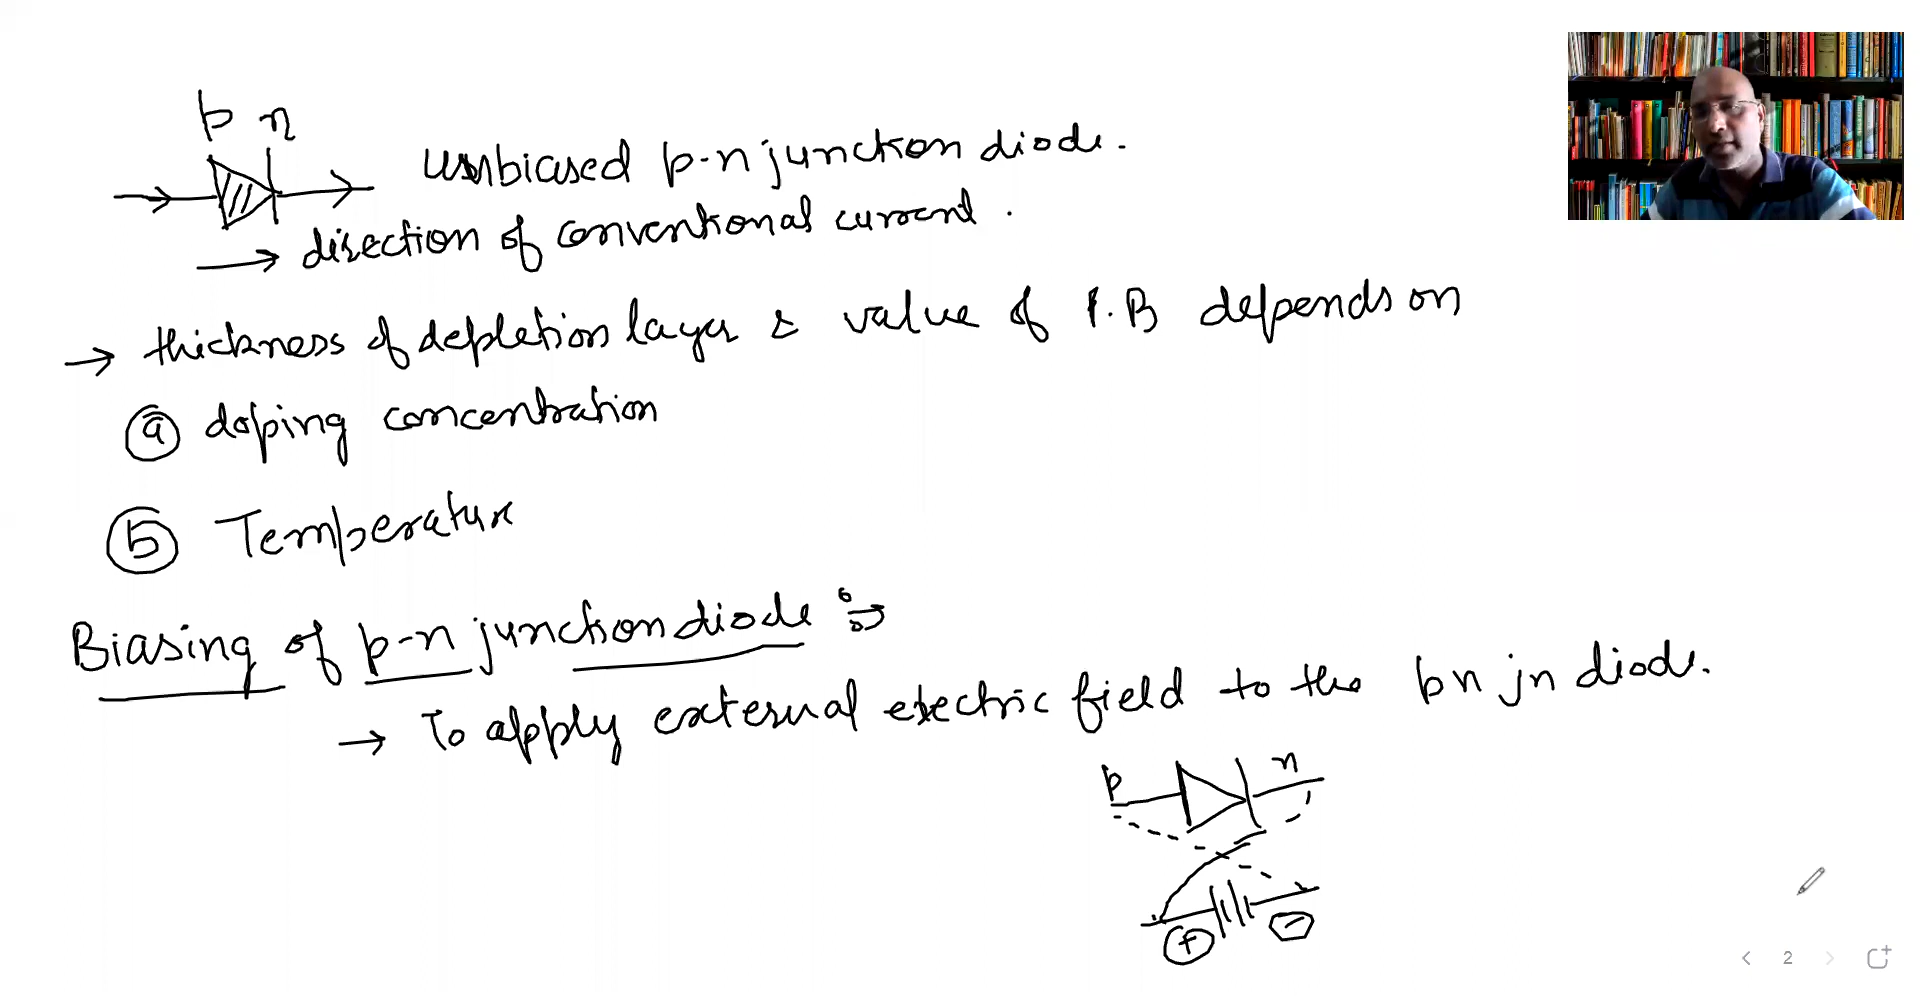 p n
unbiased p-n junction diode.
→ direction of conventional current.
→ thickness of depletion layer & value of P.B depends on
(a) doping concentration
(b) Temperature
Biasing of p-n junction diode :→
→ To apply external electric field to the pn jn diode.
p n
+ -
2